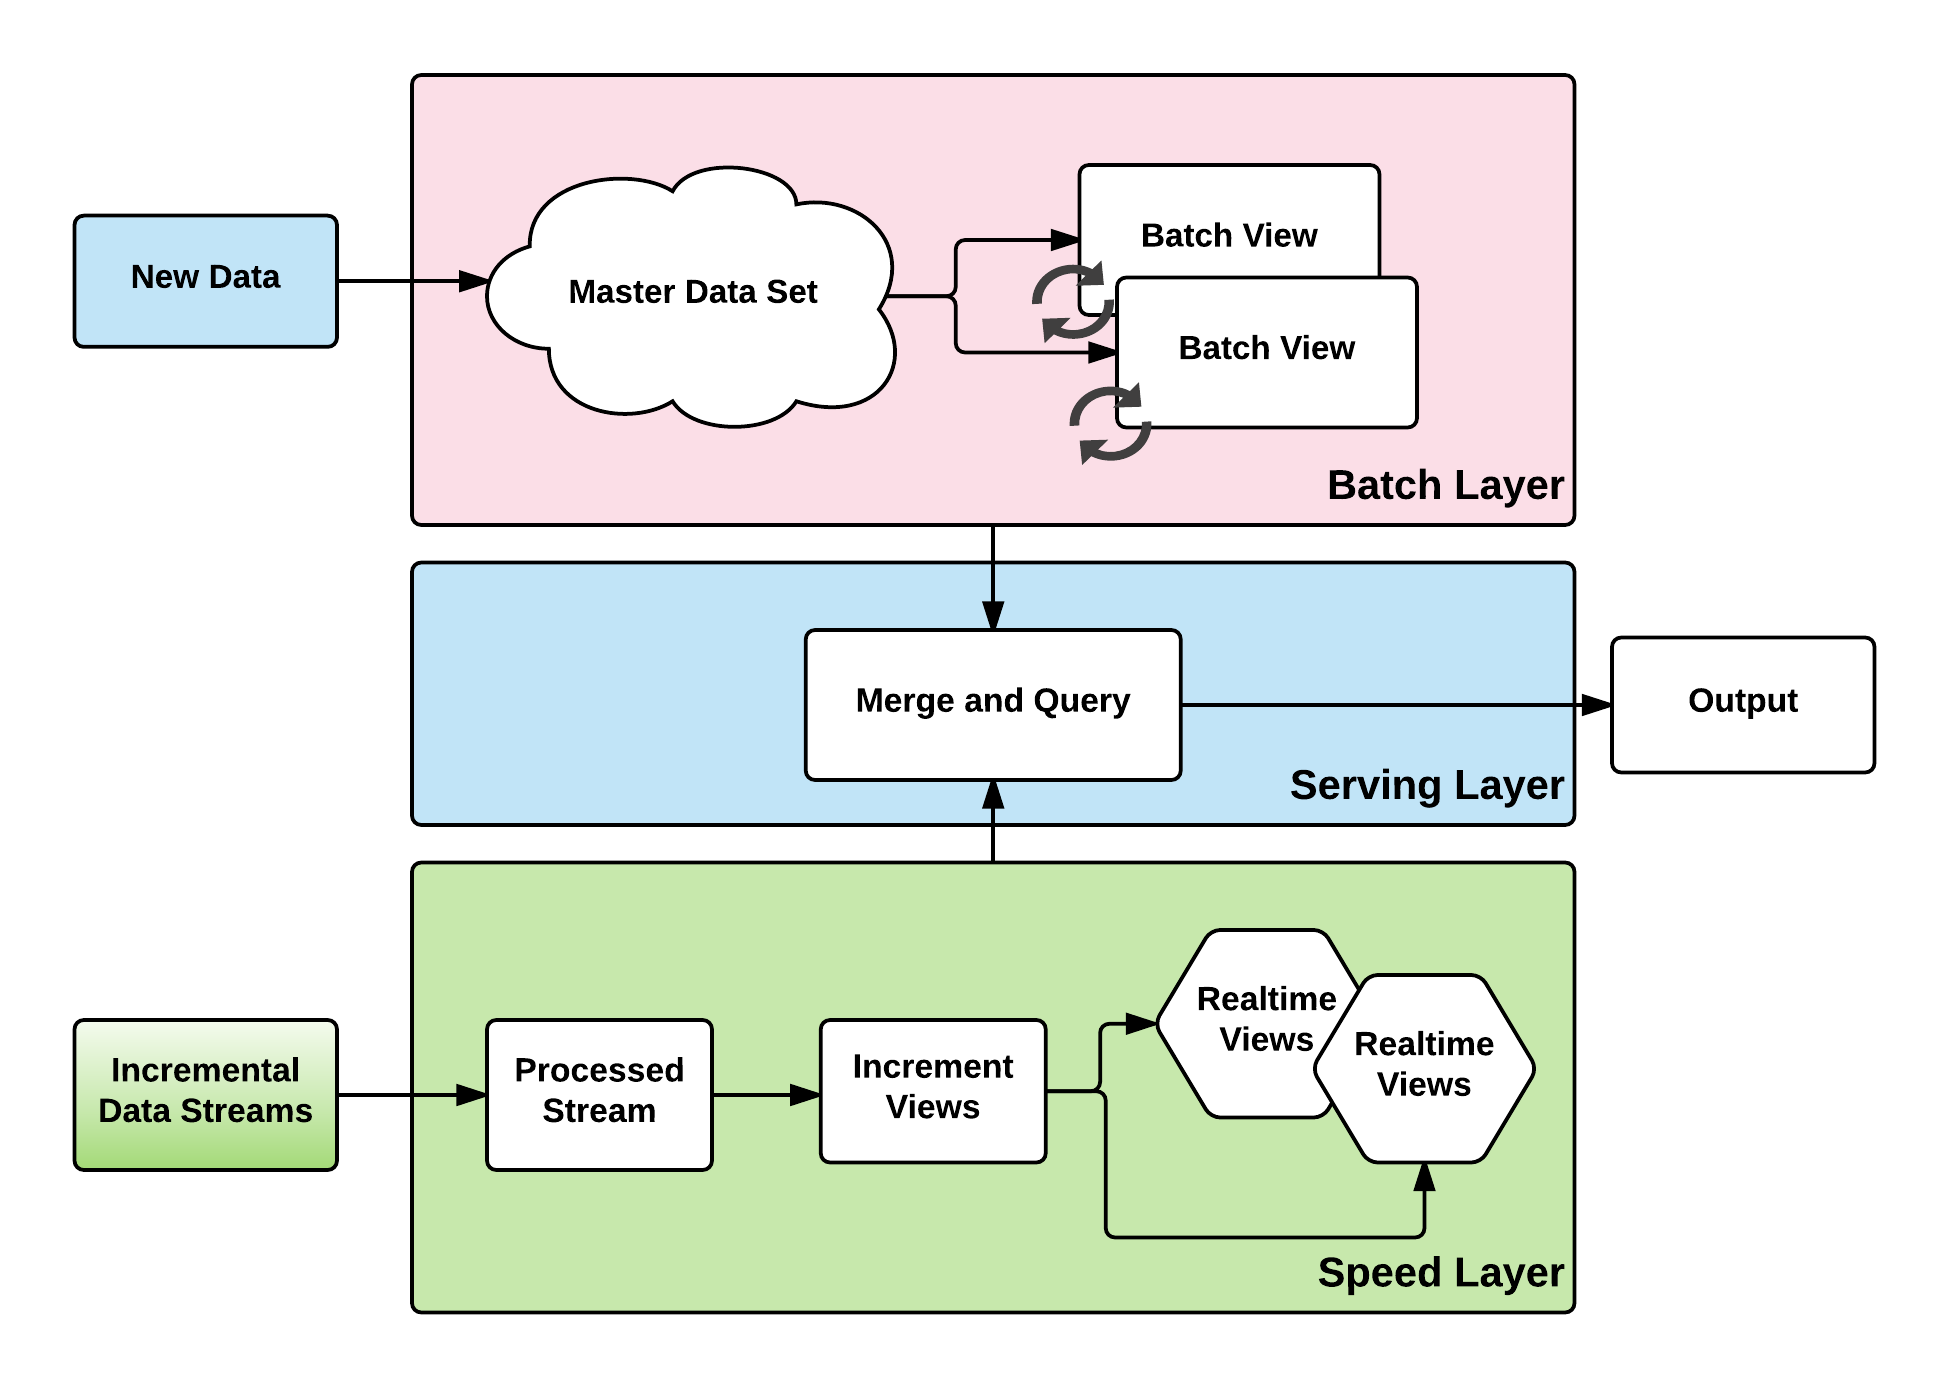 New Data
Master Data Set
Batch View
Batch View
Batch Layer
Merge and Query
Output
Serving Layer
Incremental
Data Streams
Processed
Stream
Increment
Views
Realtime
Views
Realtime
Views
Speed Layer